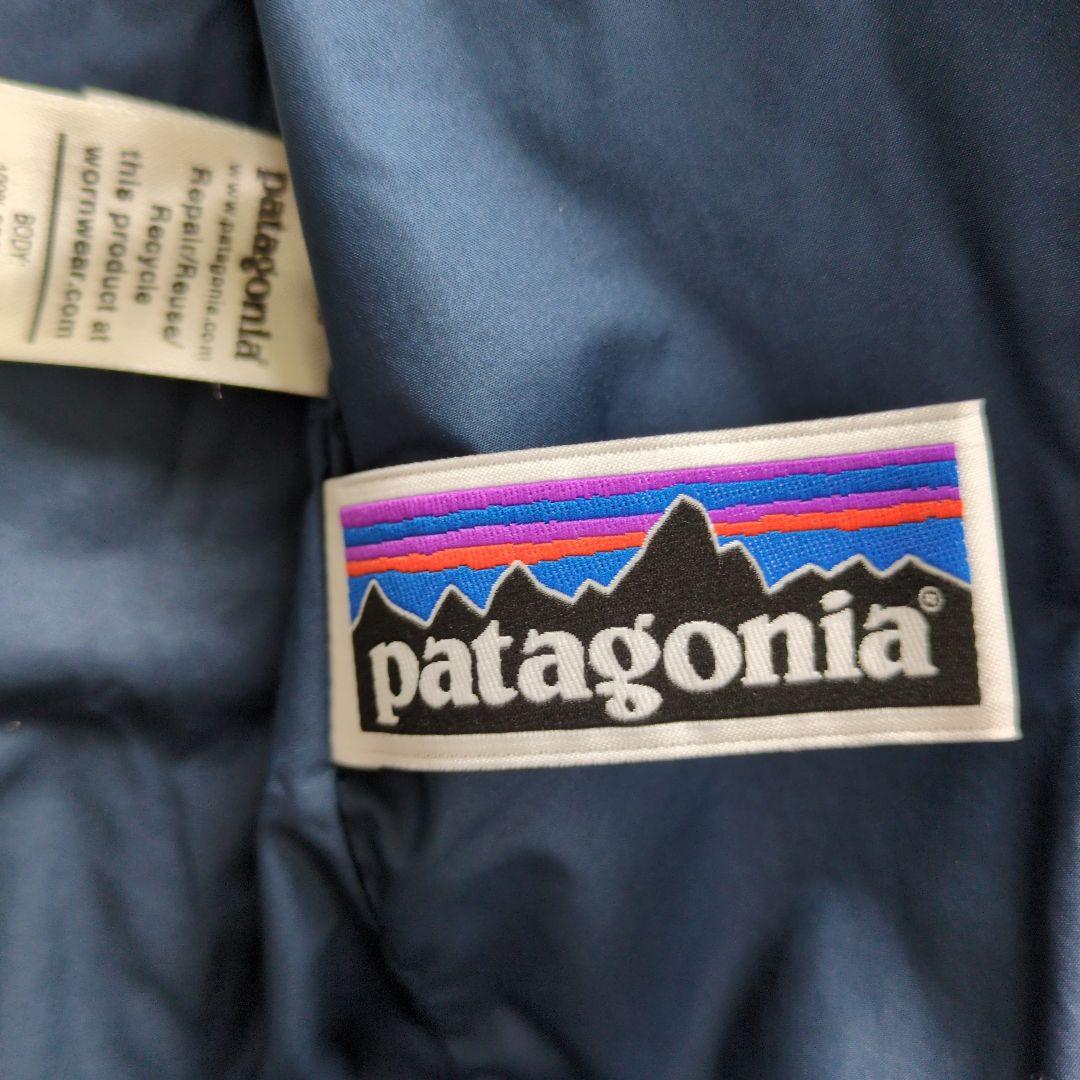 patagonia®
www.patagonia.com
Repair/Reuse/
Recycle
this product at
wornwear.com
BODY
patagonia®